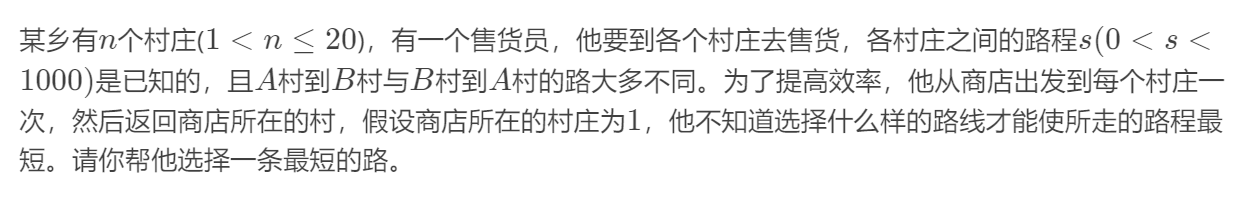 某乡有n个村庄(1 < n ≤ 20)，有一个售货员，他要到各个村庄去售货，各村庄之间的路程s(0 < s <
1000)是已知的，且A村到B村与B村到A村的路大多不同。为了提高效率，他从商店出发到每个村庄一
次，然后返回商店所在的村，假设商店所在的村庄为1，他不知道选择什么样的路线才能使所走的路程最
短。请你帮他选择一条最短的路。